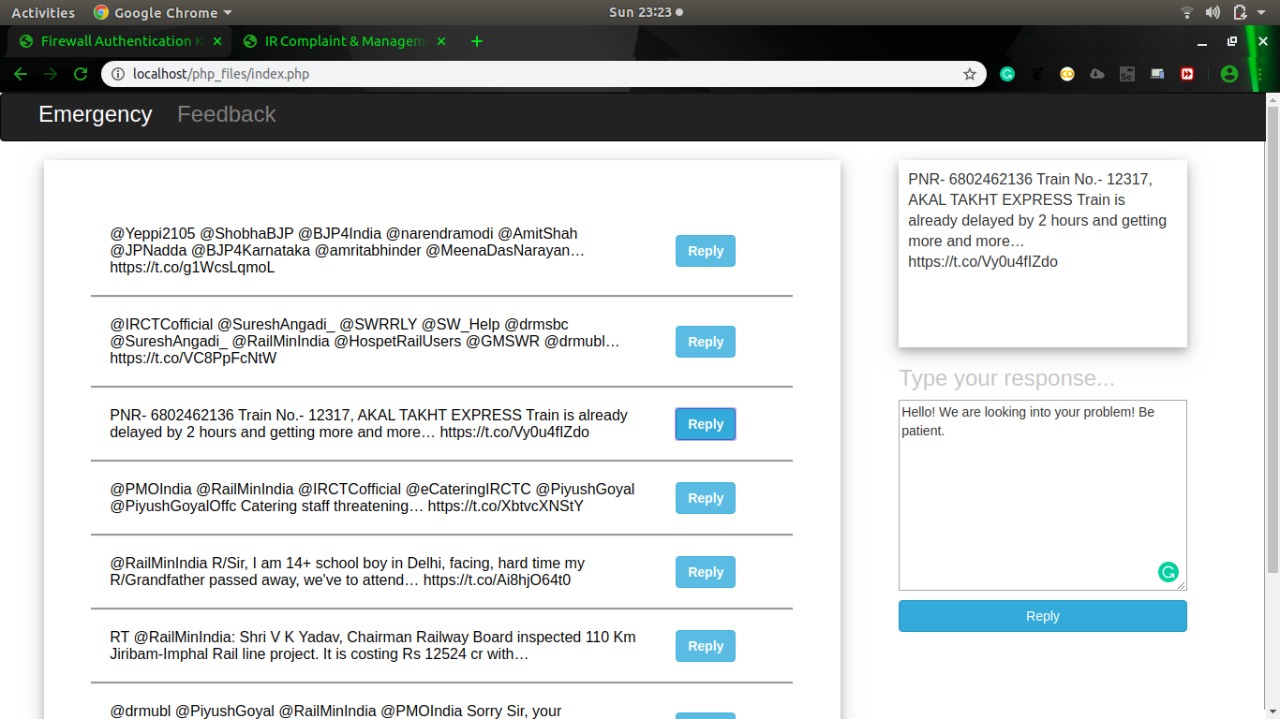 Activities Google Chrome Sun 23:23
Firewall Authentication K IR Complaint & Managem
localhost/php_files/index.php
Emergency Feedback
@Yeppi2105 @ShobhaBJP @BJP4India @narendramodi @AmitShah
@JPNadda @BJP4Karnataka @amritabhinder @MeenaDasNarayan…
https://t.co/g1WcsLqmoL
Reply
@IRCTCofficial @SureshAngadi_ @SWRRLY @SW_Help @drmsbc
@SureshAngadi_ @RailMinIndia @HospetRailUsers @GMSWR @drmubl…
https://t.co/VC8PpFcNtW
Reply
PNR- 6802462136 Train No.- 12317, AKAL TAKHT EXPRESS Train is already
delayed by 2 hours and getting more and more… https://t.co/Vy0u4fIZdo
Reply
@PMOIndia @RailMinIndia @IRCTCofficial @eCateringIRCTC @PiyushGoyal
@PiyushGoyalOffc Catering staff threatening… https://t.co/XbtvcXNStY
Reply
@RailMinIndia R/Sir, I am 14+ school boy in Delhi, facing, hard time my
R/Grandfather passed away, we've to attend… https://t.co/Ai8hjO64t0
Reply
RT @RailMinIndia: Shri V K Yadav, Chairman Railway Board inspected 110 Km
Jiribam-Imphal Rail line project. It is costing Rs 12524 cr with…
Reply
@drmubl @PiyushGoyal @RailMinIndia @PMOIndia Sorry Sir, your
PNR- 6802462136 Train No.- 12317,
AKAL TAKHT EXPRESS Train is
already delayed by 2 hours and getting
more and more…
https://t.co/Vy0u4fIZdo
Type your response...
Hello! We are looking into your problem! Be
patient.
Reply